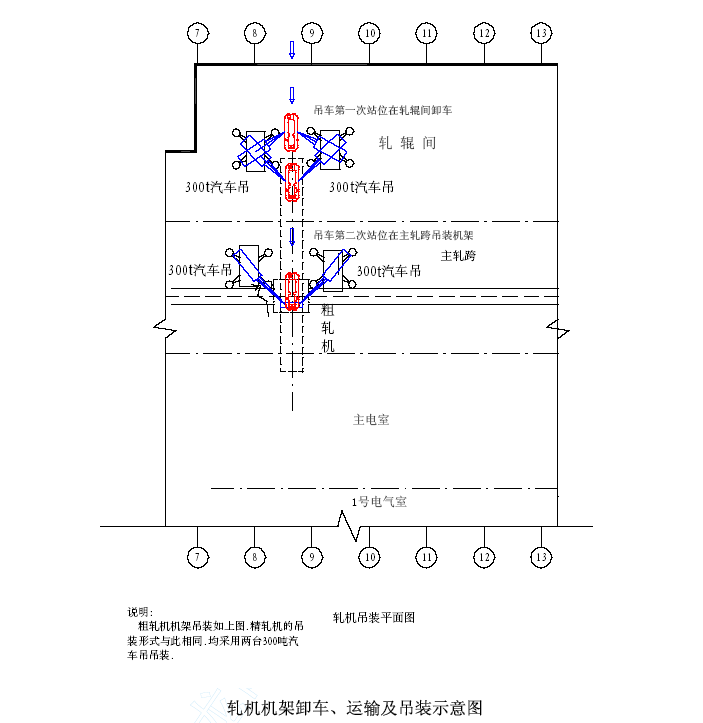 7 8 9 10 11 12 13
吊车第一次站位在轧辊间卸车
轧 辊 间
300t汽车吊 300t汽车吊
吊车第二次站位在主轧跨吊装机架
主轧跨
300t汽车吊 300t汽车吊
粗
轧
机
主电室
1号电气室
7 8 9 10 11 12 13
说明:
粗轧机机架吊装如上图.精轧机的吊
装形式与此相同.均采用两台300吨汽
车吊吊装.
轧机吊装平面图
轧机机架卸车、运输及吊装示意图